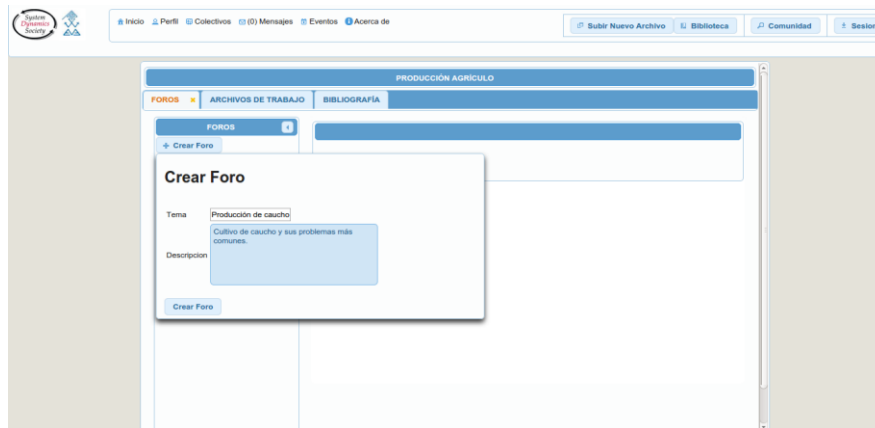 System
Dynamics
Society
Inicio Perfil Colectivos (0) Mensajes Eventos Acerca de
Subir Nuevo Archivo Biblioteca Comunidad Sesion
PRODUCCIÓN AGRÍCULO
FOROS ARCHIVOS DE TRABAJO BIBLIOGRAFÍA
FOROS
+ Crear Foro
Crear Foro
Tema Producción de caucho
Cultivo de caucho y sus problemas más
comunes.
Descripcion
Crear Foro